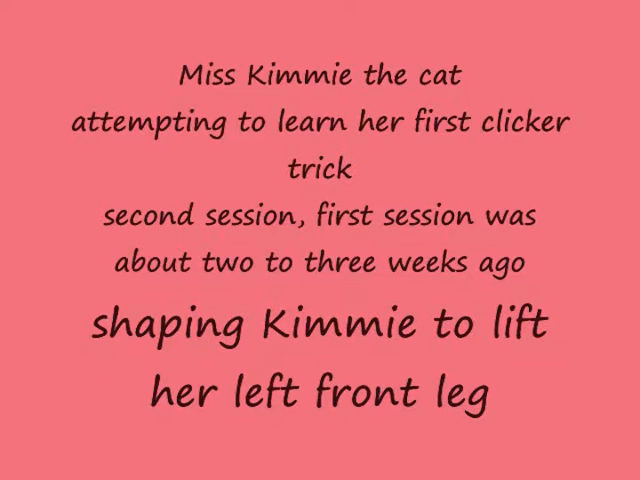 Miss Kimmie the cat
attempting to learn her first clicker
trick
second session, first session was
about two to three weeks ago
shaping Kimmie to lift
her left front leg